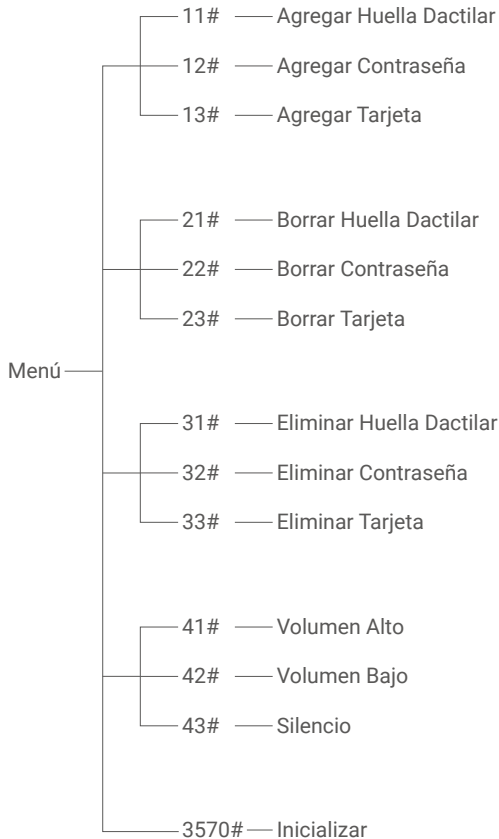 11# Agregar Huella Dactilar
12# Agregar Contraseña
13# Agregar Tarjeta
21# Borrar Huella Dactilar
22# Borrar Contraseña
23# Borrar Tarjeta
Menú
31# Eliminar Huella Dactilar
32# Eliminar Contraseña
33# Eliminar Tarjeta
41# Volumen Alto
42# Volumen Bajo
43# Silencio
3570# Inicializar